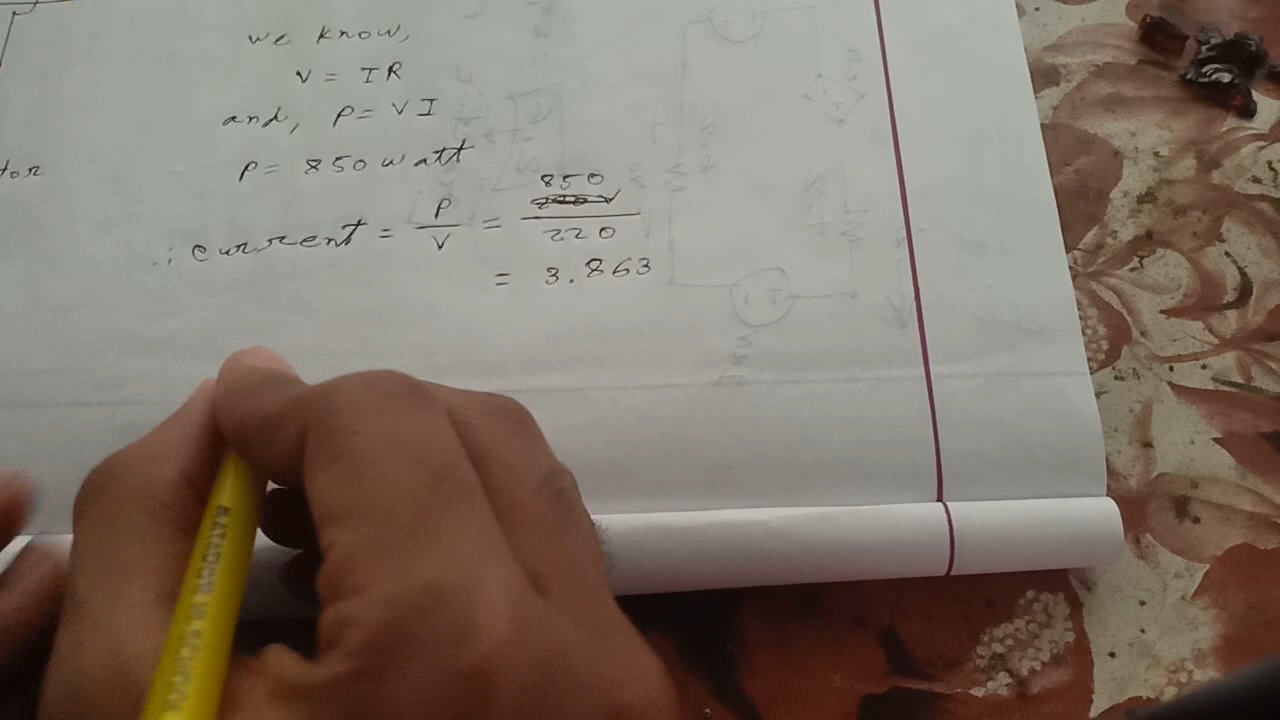 we know,
V = IR
and, P = VI
tor
P = 850 watt
850
∴ current = P/V = 220
= 3.863